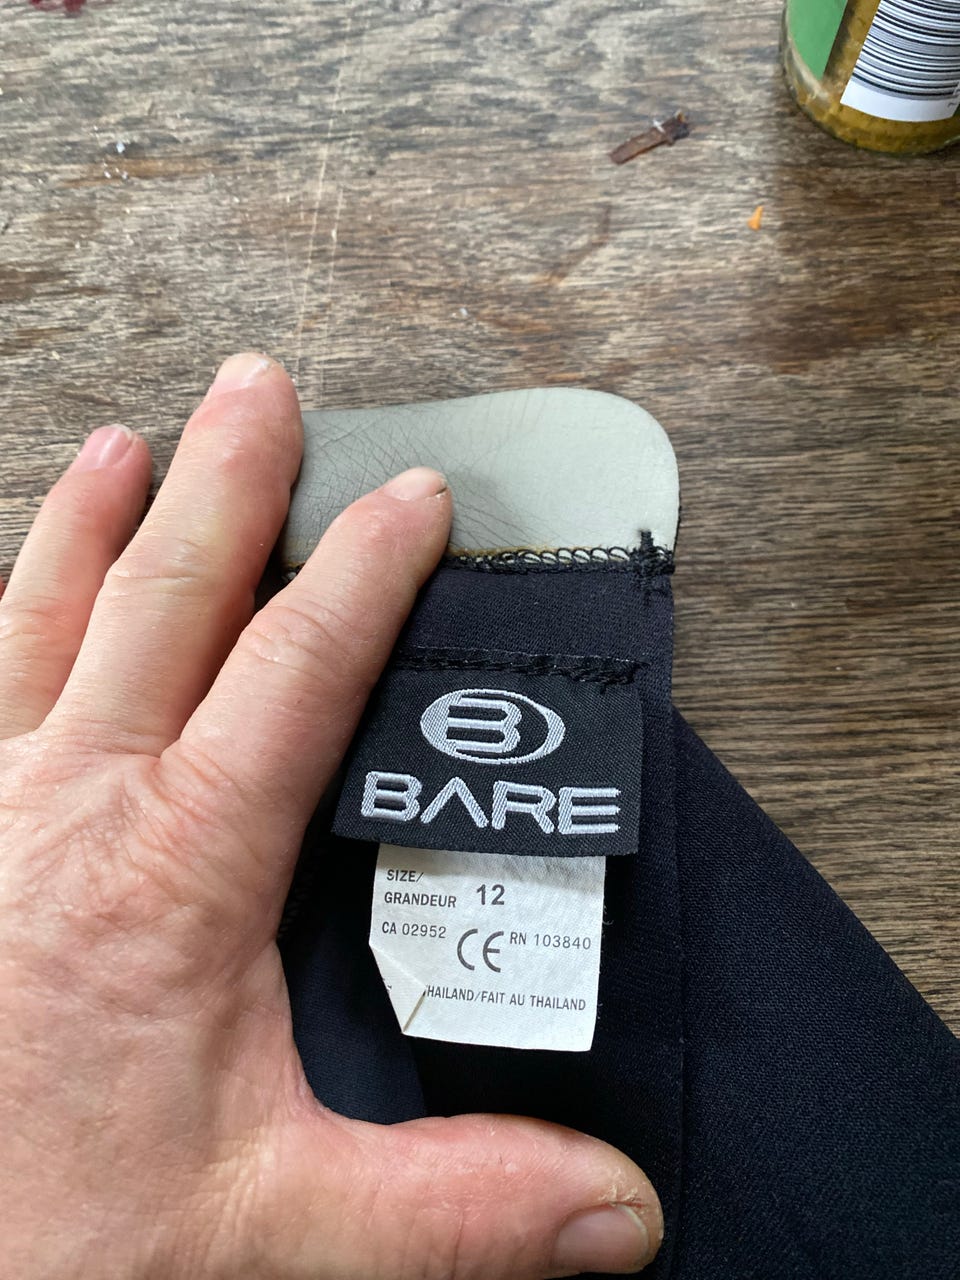 B
BARE
SIZE/
GRANDEUR 12
CA 02952 CE RN 103840
THAILAND/FAIT AU THAILAND